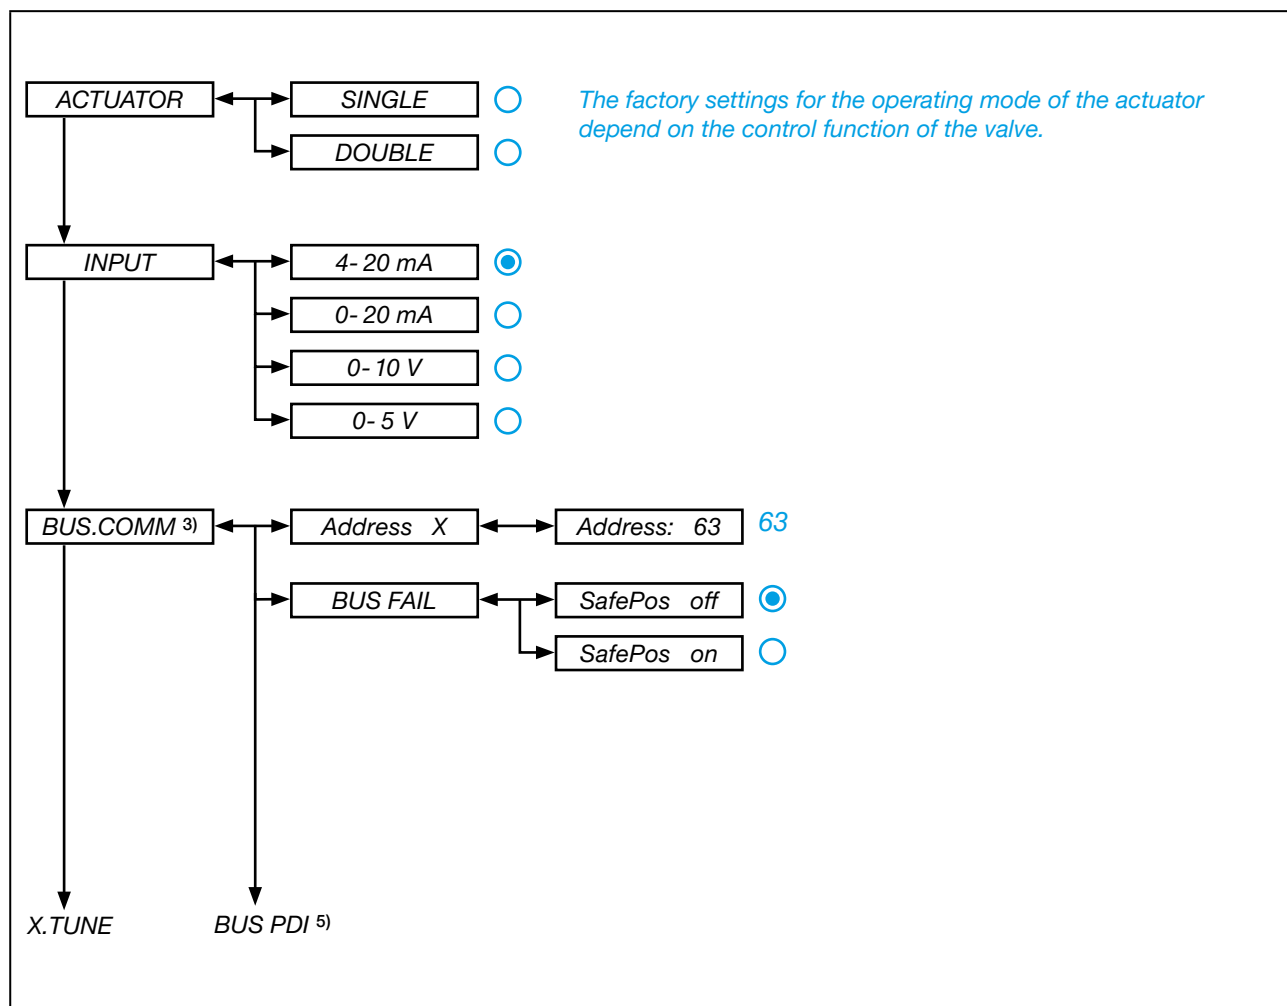 ACTUATOR
SINGLE
The factory settings for the operating mode of the actuator
depend on the control function of the valve.
DOUBLE
INPUT
4- 20 mA
0- 20 mA
0- 10 V
0- 5 V
BUS.COMM 3)
Address X
Address: 63
63
BUS FAIL
SafePos off
SafePos on
X.TUNE
BUS PDI 5)